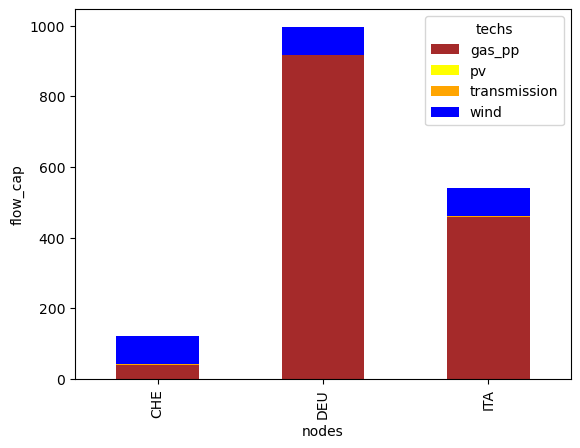 techs
gas_pp
pv
transmission
wind
flow_cap
1000
800
600
400
200
0
CHE
DEU
ITA
nodes